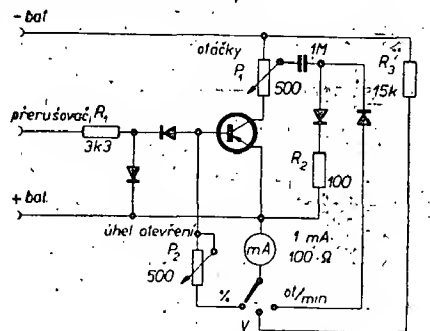 - bat
otáčky
1M
P1
500
R3
15k
přerušovač R1
3k3
R2
100
+ bat.
úhel otevření
P2
500
mA
1 mA
100 Ω
%
V
ot/min